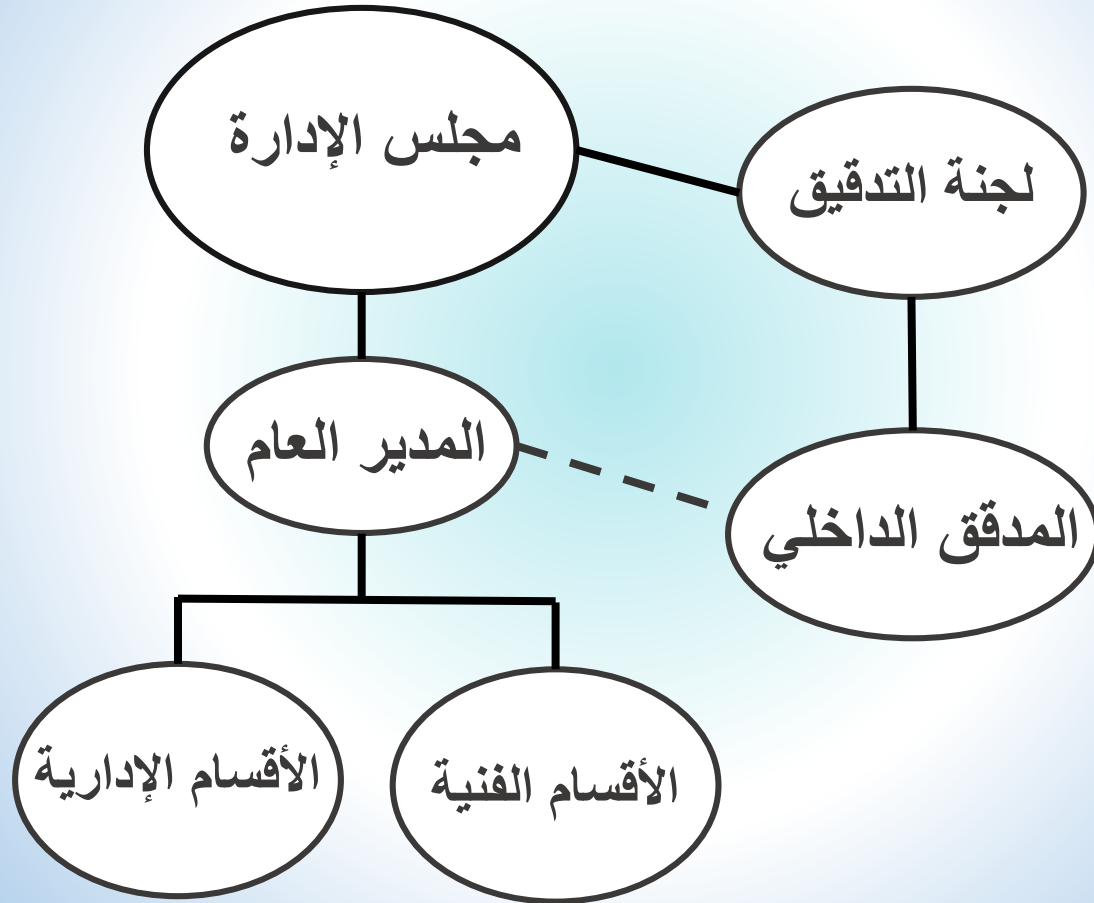 مجلس الإدارة
لجنة التدقيق
المدير العام
المدقق الداخلي
الأقسام الفنية
الأقسام الإدارية